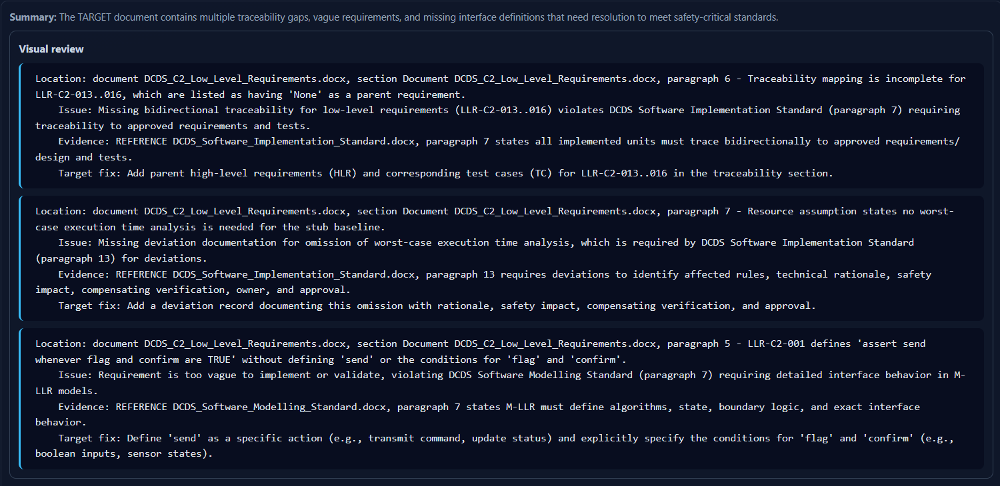 Summary: The TARGET document contains multiple traceability gaps, vague requirements, and missing interface definitions that need resolution to meet safety-critical standards.
Visual review
Location: document DCDS_C2_Low_Level_Requirements.docx, section Document DCDS_C2_Low_Level_Requirements.docx, paragraph 6 - Traceability mapping is incomplete for
LLR-C2-013..016, which are listed as having 'None' as a parent requirement.
Issue: Missing bidirectional traceability for low-level requirements (LLR-C2-013..016) violates DCDS Software Implementation Standard (paragraph 7) requiring
traceability to approved requirements and tests.
Evidence: REFERENCE DCDS_Software_Implementation_Standard.docx, paragraph 7 states all implemented units must trace bidirectionally to approved requirements/
design and tests.
Target fix: Add parent high-level requirements (HLR) and corresponding test cases (TC) for LLR-C2-013..016 in the traceability section.
Location: document DCDS_C2_Low_Level_Requirements.docx, section Document DCDS_C2_Low_Level_Requirements.docx, paragraph 7 - Resource assumption states no worst-
case execution time analysis is needed for the stub baseline.
Issue: Missing deviation documentation for omission of worst-case execution time analysis, which is required by DCDS Software Implementation Standard
(paragraph 13) for deviations.
Evidence: REFERENCE DCDS_Software_Implementation_Standard.docx, paragraph 13 requires deviations to identify affected rules, technical rationale, safety
impact, compensating verification, owner, and approval.
Target fix: Add a deviation record documenting this omission with rationale, safety impact, compensating verification, and approval.
Location: document DCDS_C2_Low_Level_Requirements.docx, section Document DCDS_C2_Low_Level_Requirements.docx, paragraph 5 - LLR-C2-001 defines 'assert send
whenever flag and confirm are TRUE' without defining 'send' or the conditions for 'flag' and 'confirm'.
Issue: Requirement is too vague to implement or validate, violating DCDS Software Modelling Standard (paragraph 7) requiring detailed interface behavior in M-
LLR models.
Evidence: REFERENCE DCDS_Software_Modelling_Standard.docx, paragraph 7 states M-LLR must define algorithms, state, boundary logic, and exact interface
behavior.
Target fix: Define 'send' as a specific action (e.g., transmit command, update status) and explicitly specify the conditions for 'flag' and 'confirm' (e.g.,
boolean inputs, sensor states).